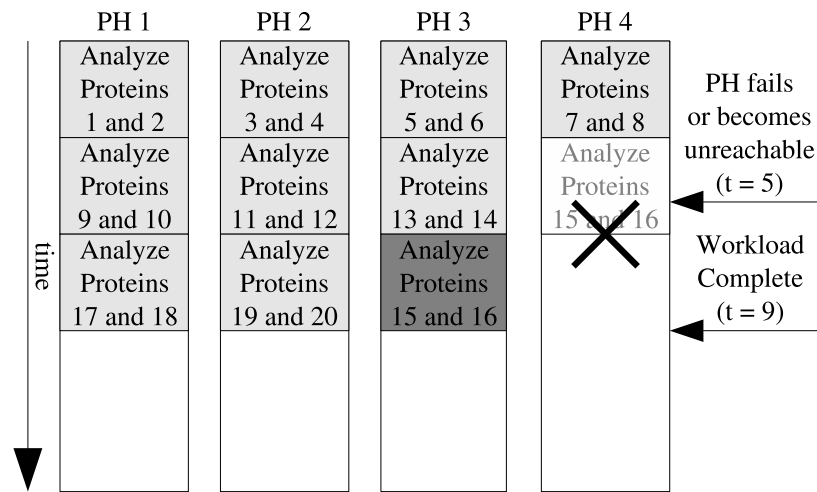 PH 1
PH 2
PH 3
PH 4
Analyze
Proteins
1 and 2
Analyze
Proteins
3 and 4
Analyze
Proteins
5 and 6
Analyze
Proteins
7 and 8
Analyze
Proteins
9 and 10
Analyze
Proteins
11 and 12
Analyze
Proteins
13 and 14
Analyze
Proteins
15 and 16
Analyze
Proteins
17 and 18
Analyze
Proteins
19 and 20
Analyze
Proteins
15 and 16
time
PH fails
or becomes
unreachable
(t = 5)
Workload
Complete
(t = 9)